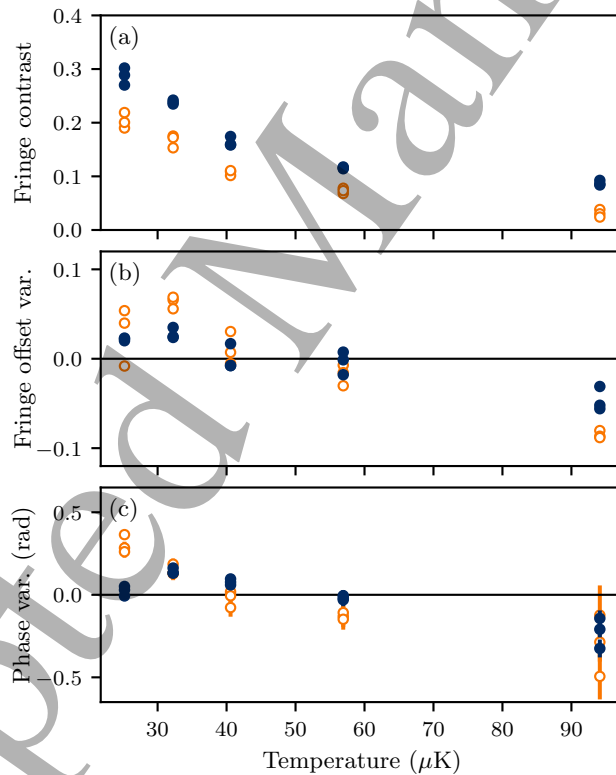 0.4
(a)
0.3
0.2
0.1
0.0
Fringe contrast
0.1
(b)
0.0
−0.1
Fringe offset var.
0.5
(c)
0.0
−0.5
Phase var. (rad)
30 40 50 60 70 80 90
Temperature (μK)
pted Man